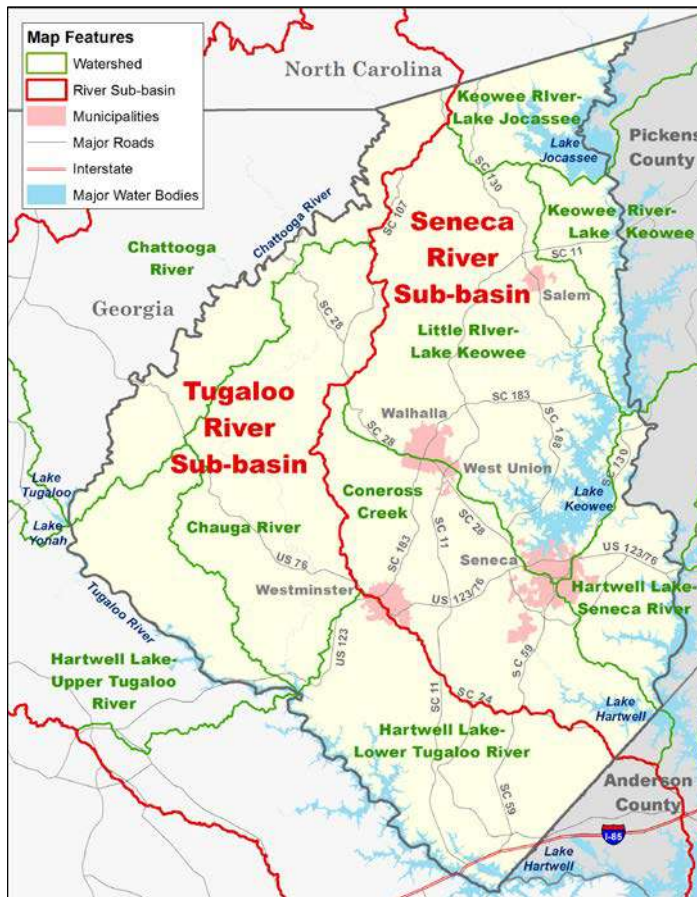 Map Features
Watershed
River Sub-basin
Municipalities
Major Roads
Interstate
Major Water Bodies
North Carolina
Keowee RIver-
Lake Jocassee
Lake
Jocassee
Pickens
County
SC 130
SC 107
Chattooga River
Chattooga
River
Georgia
Seneca
River
Sub-basin
Keowee River-
Lake Keowee
SC 11
Salem
SC 28
Little RIver-
Lake Keowee
Tugaloo
River
Sub-basin
SC 183
Walhalla
SC 28
SC 188
SC 130
West Union
Lake
Tugaloo
Lake
Yonah
Coneross
Creek
Lake
Keowee
Chauga River
SC 183
SC 11
SC 28
US 76
Seneca
US 123/76
Westminster
US 123/76
Hartwell Lake-
Seneca River
Tugaloo River
US 123
SC 59
Hartwell Lake-
Upper Tugaloo
River
SC 11
SC 24
Lake
Hartwell
Hartwell Lake-
Lower Tugaloo River
Anderson
County
SC 59
I-85
Lake
Hartwell